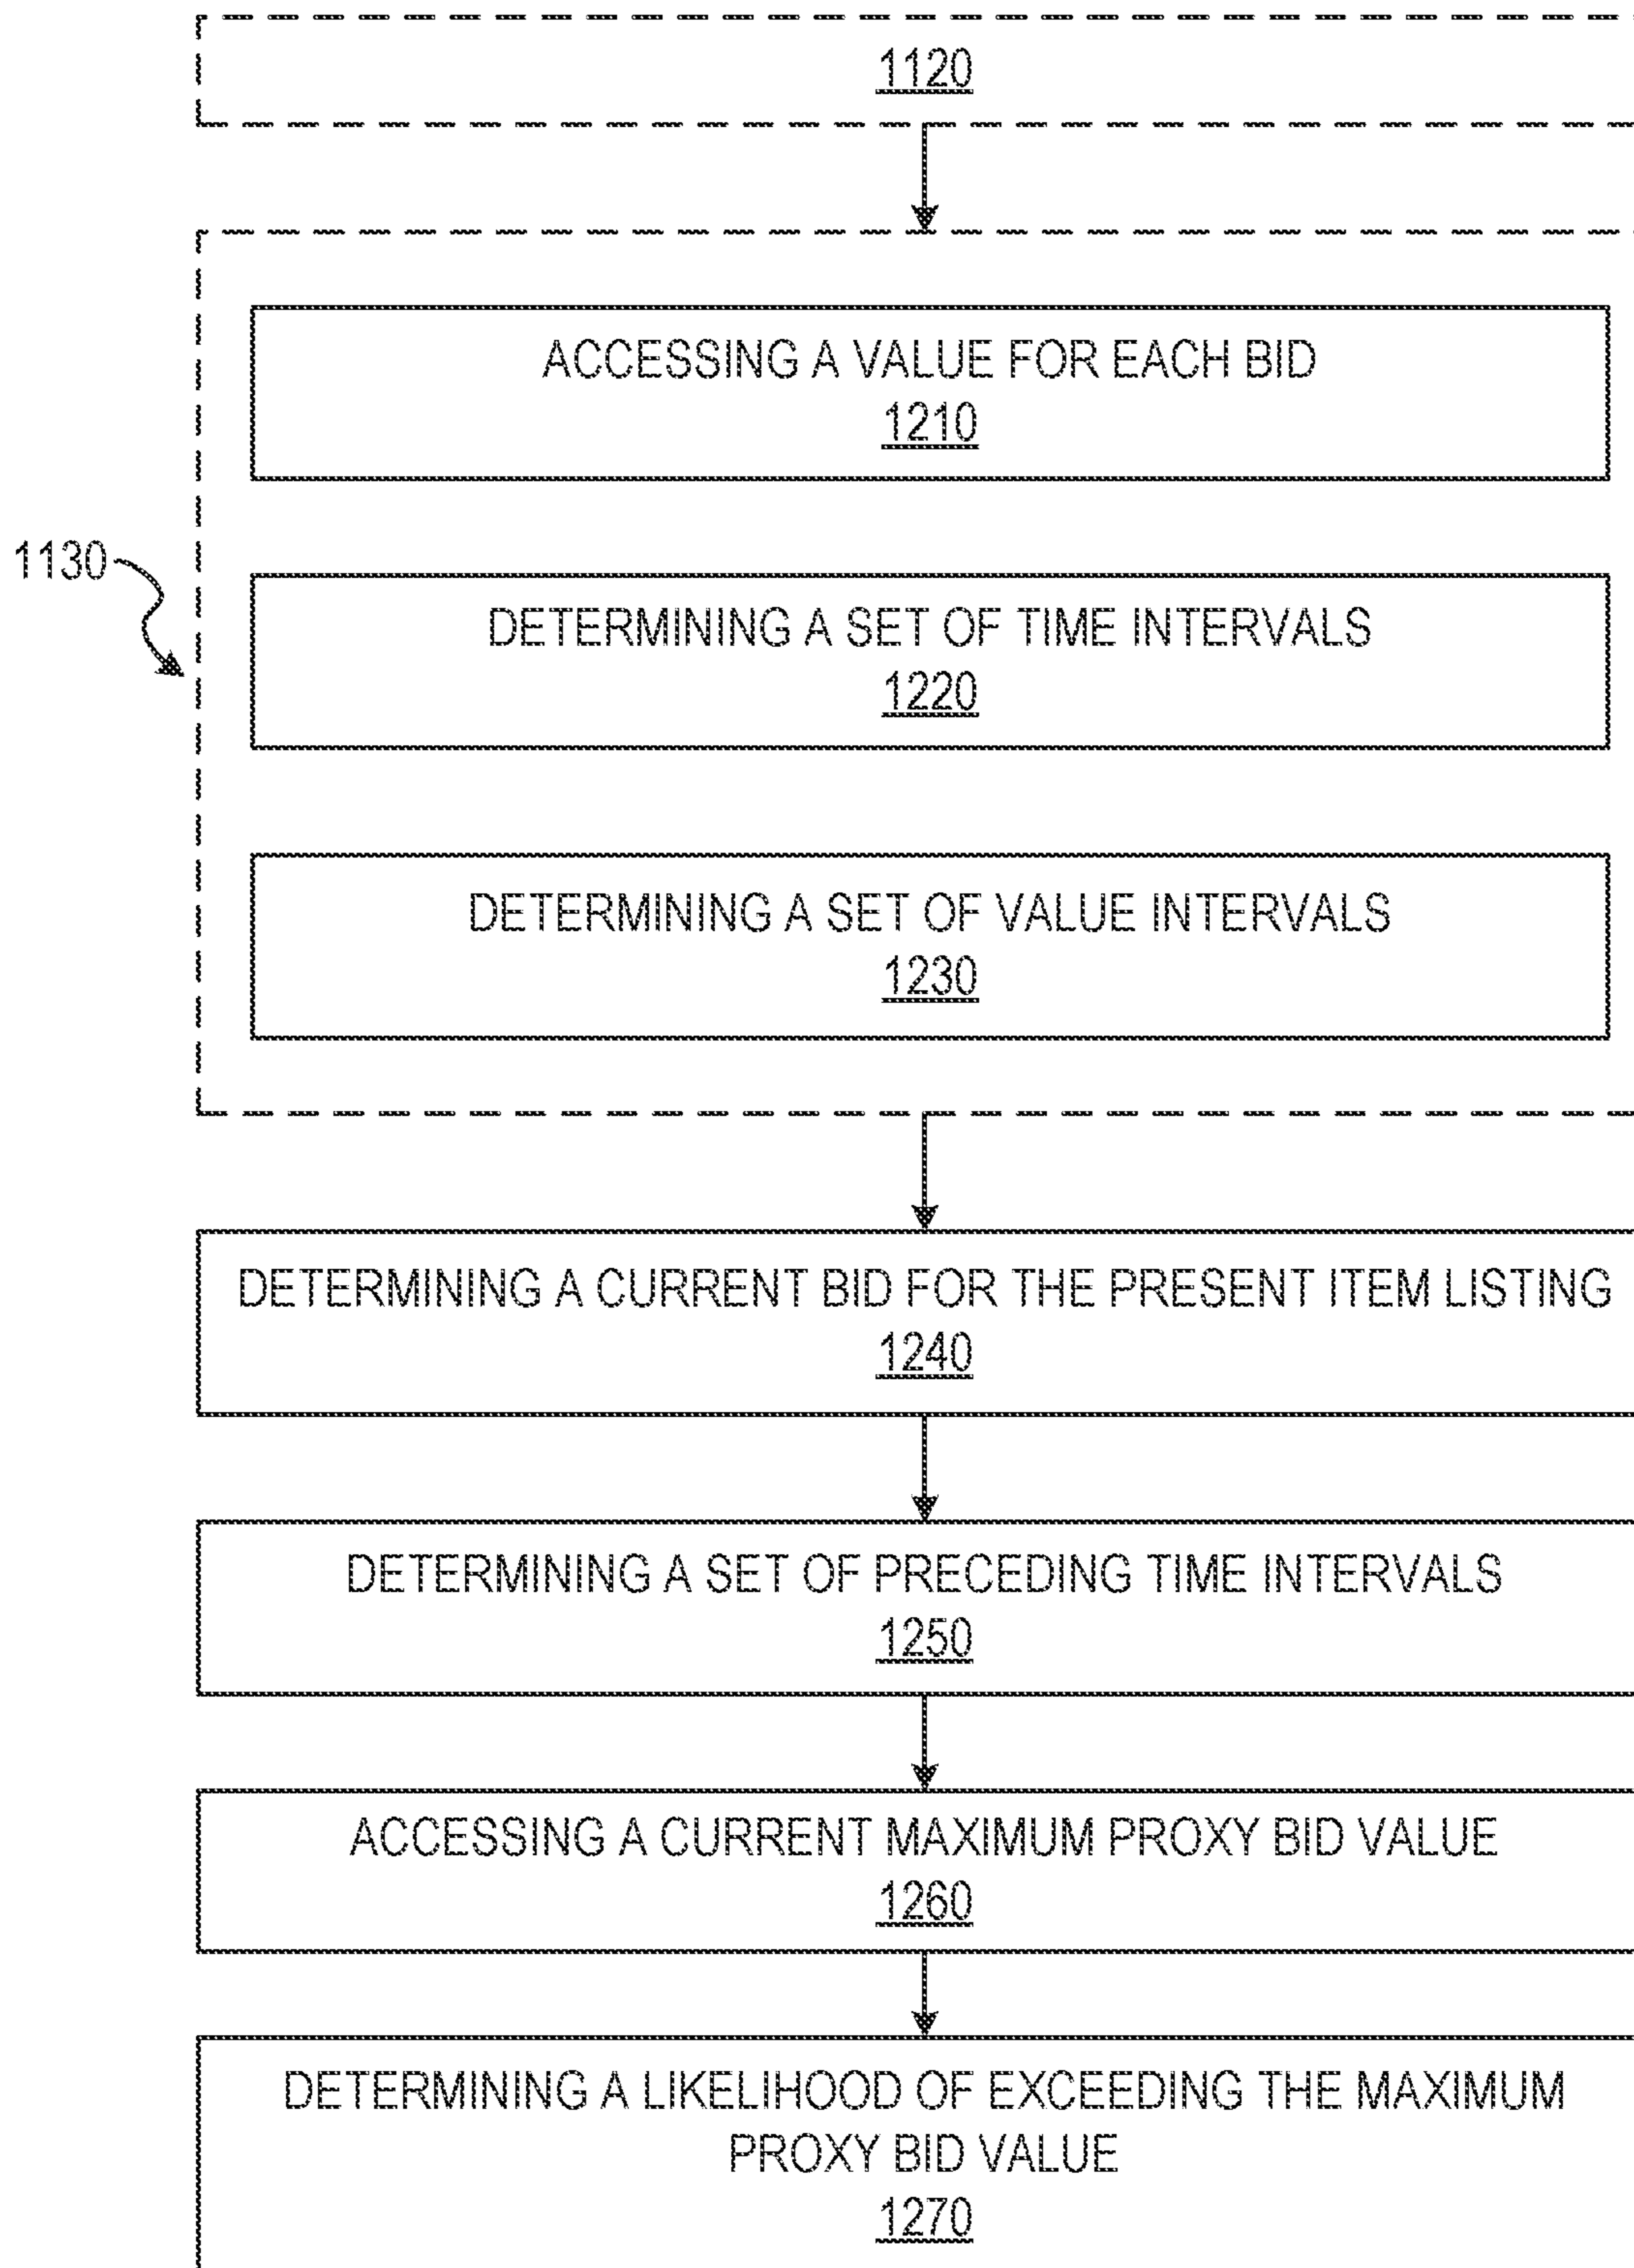 1120
ACCESSING A VALUE FOR EACH BID
1210
1130
DETERMINING A SET OF TIME INTERVALS
1220
DETERMINING A SET OF VALUE INTERVALS
1230
DETERMINING A CURRENT BID FOR THE PRESENT ITEM LISTING
1240
DETERMINING A SET OF PRECEDING TIME INTERVALS
1250
ACCESSING A CURRENT MAXIMUM PROXY BID VALUE
1260
DETERMINING A LIKELIHOOD OF EXCEEDING THE MAXIMUM
PROXY BID VALUE
1270